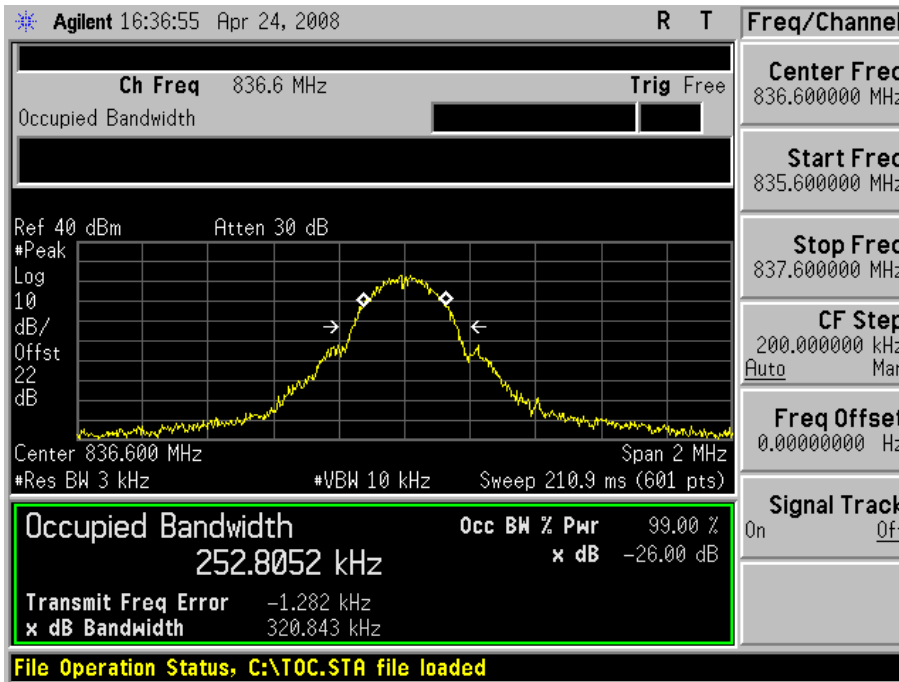 Agilent 16:36:55 Apr 24, 2008 R T
Freq/Channel
Ch Freq 836.6 MHz Trig Free
Occupied Bandwidth
Center Freq
836.600000 MHz
Start Freq
835.600000 MHz
Stop Freq
837.600000 MHz
CF Step
200.000000 kHz
Auto Man
Freq Offset
0.00000000 Hz
Signal Track
On Off
Ref 40 dBm Atten 30 dB
#Peak
Log
10
dB/
Offst
22
dB
Center 836.600 MHz Span 2 MHz
#Res BW 3 kHz #VBW 10 kHz Sweep 210.9 ms (601 pts)
Occupied Bandwidth
252.8052 kHz
Occ BW % Pwr 99.00 %
x dB -26.00 dB
Transmit Freq Error -1.282 kHz
x dB Bandwidth 320.843 kHz
File Operation Status, C:\TOC.STA file loaded